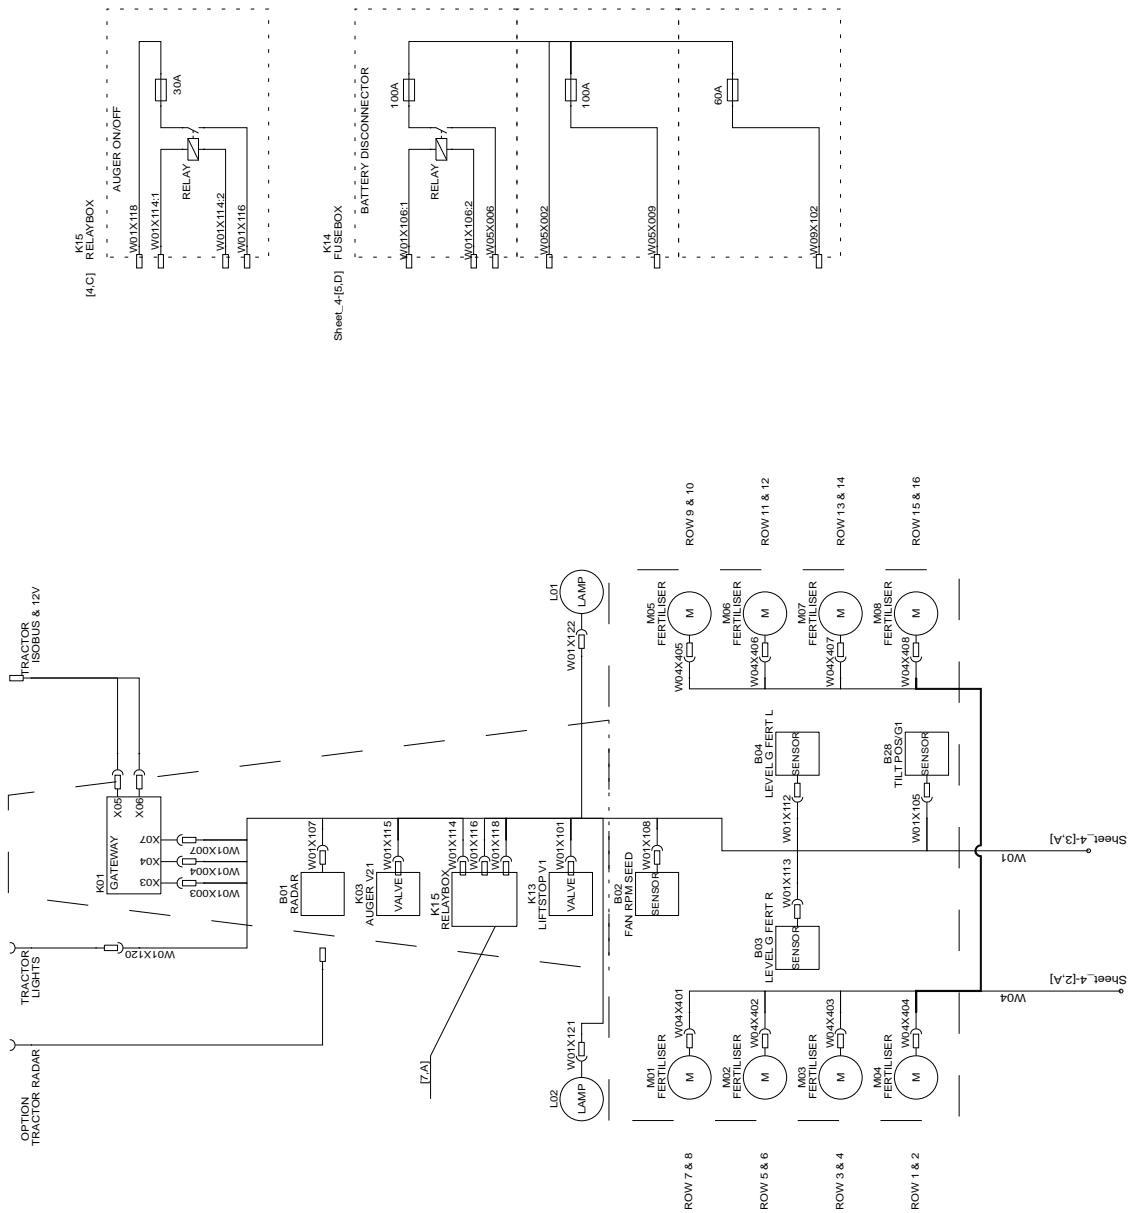 K15
RELAYBOX
[4,C]
AUGER ON/OFF
30A
RELAY
W01X118
W01X114:1
W01X114:2
W01X116
K14
FUSEBOX
Sheet_4-[5,D]
BATTERY DISCONNECTOR
100A
RELAY
W01X106:1
W01X106:2
W05X006
100A
W05X002
W05X009
60A
W09X102
TRACTOR
ISOBUS & 12V
K01
GATEWAY
X05
X06
X07
X04
X03
W01X007
W01X004
W01X003
TRACTOR
LIGHTS
W01X120
OPTION
TRACTOR RADAR
B01
RADAR
W01X107
K03
AUGER V21
VALVE
W01X115
K15
RELAYBOX
W01X114
W01X116
W01X118
[7,A]
K13
LIFTSTOP V1
VALVE
W01X101
L01
LAMP
W01X122
L02
LAMP
W01X121
B02
FAN RPM SEED
SENSOR
W01X108
M05
FERTILISER
M
W04X405
ROW 9 & 10
M06
FERTILISER
M
W04X406
ROW 11 & 12
M07
FERTILISER
M
W04X407
ROW 13 & 14
M08
FERTILISER
M
W04X408
ROW 15 & 16
B04
LEVEL G FERT L
SENSOR
W01X112
B28
TILT POS/G1
SENSOR
W01X105
B03
LEVEL G FERT R
SENSOR
W01X113
W01
Sheet_4-[3,A]
W04
Sheet_4-[2,A]
M01
FERTILISER
M
W04X401
ROW 7 & 8
M02
FERTILISER
M
W04X402
ROW 5 & 6
M03
FERTILISER
M
W04X403
ROW 3 & 4
M04
FERTILISER
M
W04X404
ROW 1 & 2